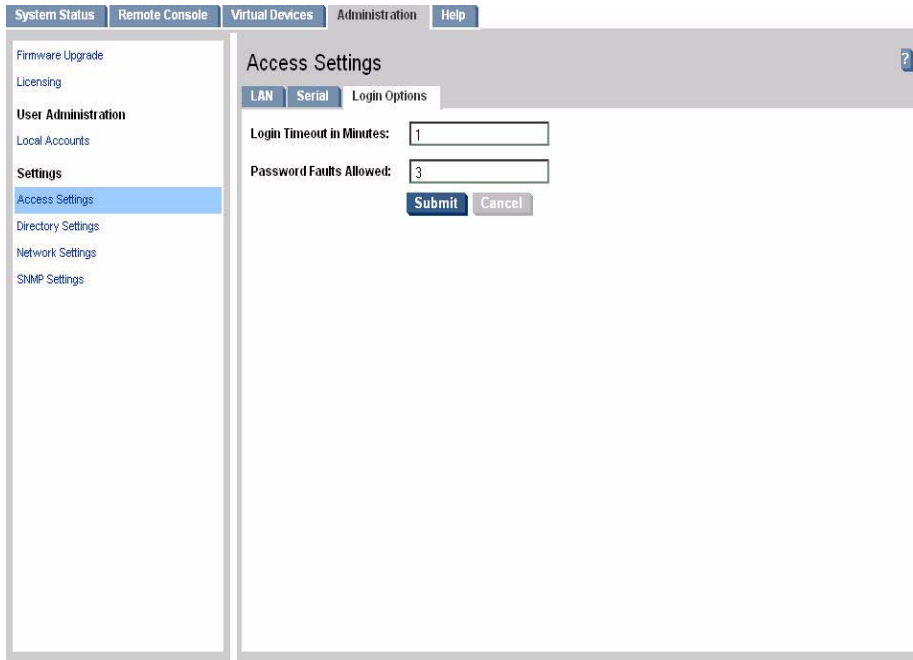 System Status Remote Console Virtual Devices Administration Help
Firmware Upgrade
Licensing
User Administration
Local Accounts
Settings
Access Settings
Directory Settings
Network Settings
SNMP Settings
Access Settings
?
LAN Serial Login Options
Login Timeout in Minutes: 1
Password Faults Allowed: 3
Submit Cancel